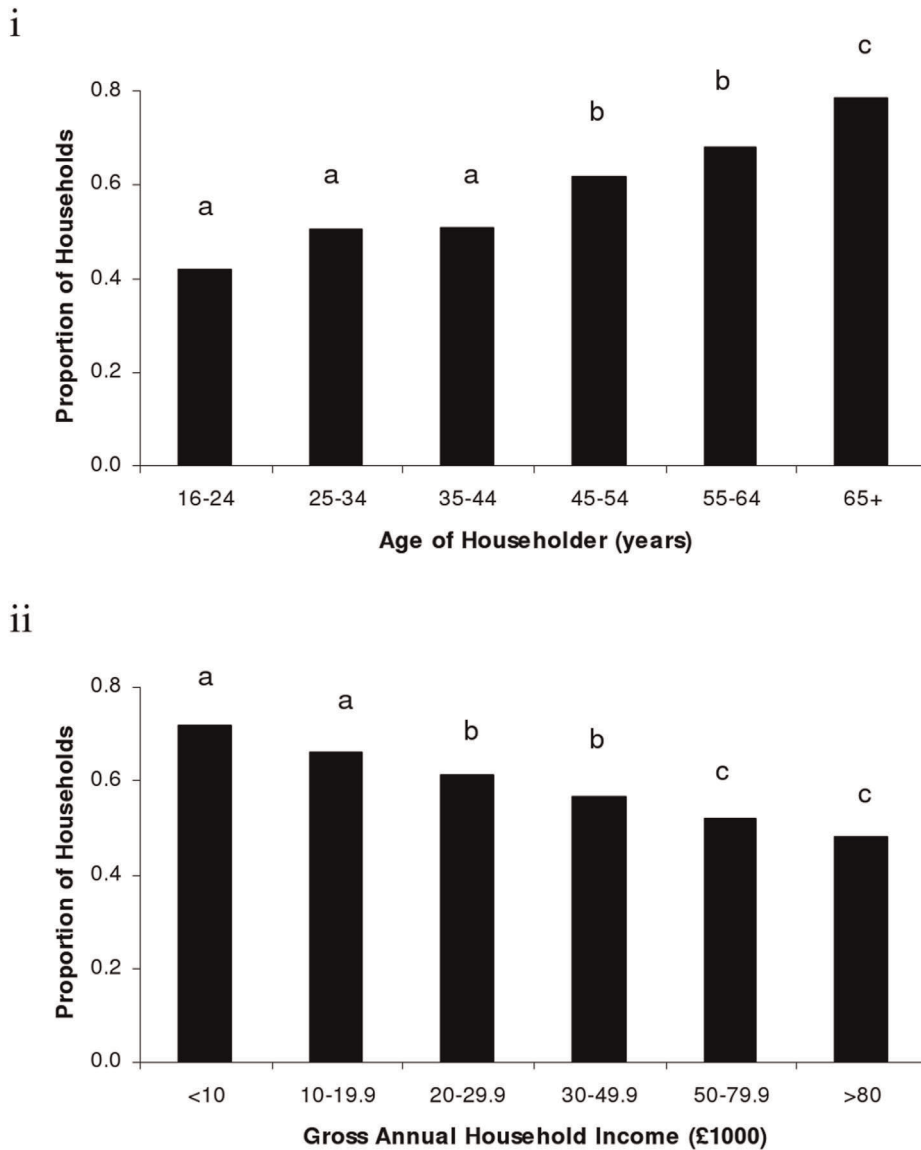 i
c
b
b
a
a
a
0.8
0.6
0.4
0.2
0.0
Proportion of Households
16-24 25-34 35-44 45-54 55-64 65+
Age of Householder (years)
ii
a
a
b
b
c
c
0.8
0.6
0.4
0.2
0.0
Proportion of Households
<10 10-19.9 20-29.9 30-49.9 50-79.9 >80
Gross Annual Household Income (£1000)